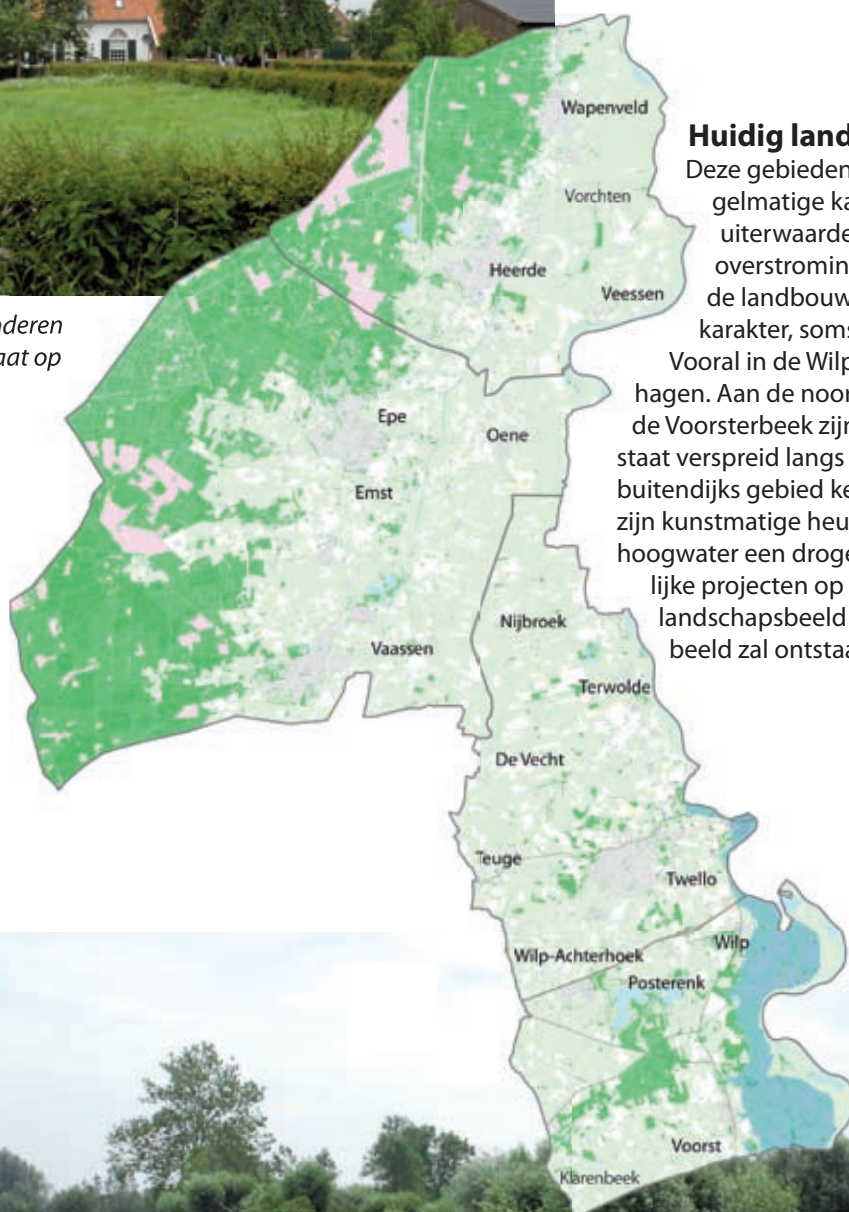 Huidig land
Deze gebieden
gelmatige ka
uiterwaarde
overstromin
de landbouw
karakter, soms
Vooral in de Wilp
hagen. Aan de noor
de Voorsterbeek zijn
staat verspreid langs
buitendijks gebied ke
zijn kunstmatige heu
hoogwater een droge
lijke projecten op
landschapsbeeld
beeld zal ontstaa
nderen
aat op
Wapenveld
Vorchten
Heerde
Veessen
Epe
Oene
Emst
Nijbroek
Vaassen
Terwolde
De Vecht
Teuge
Twello
Wilp
Wilp-Achterhoek
Posterenk
Voorst
Klarenbeek